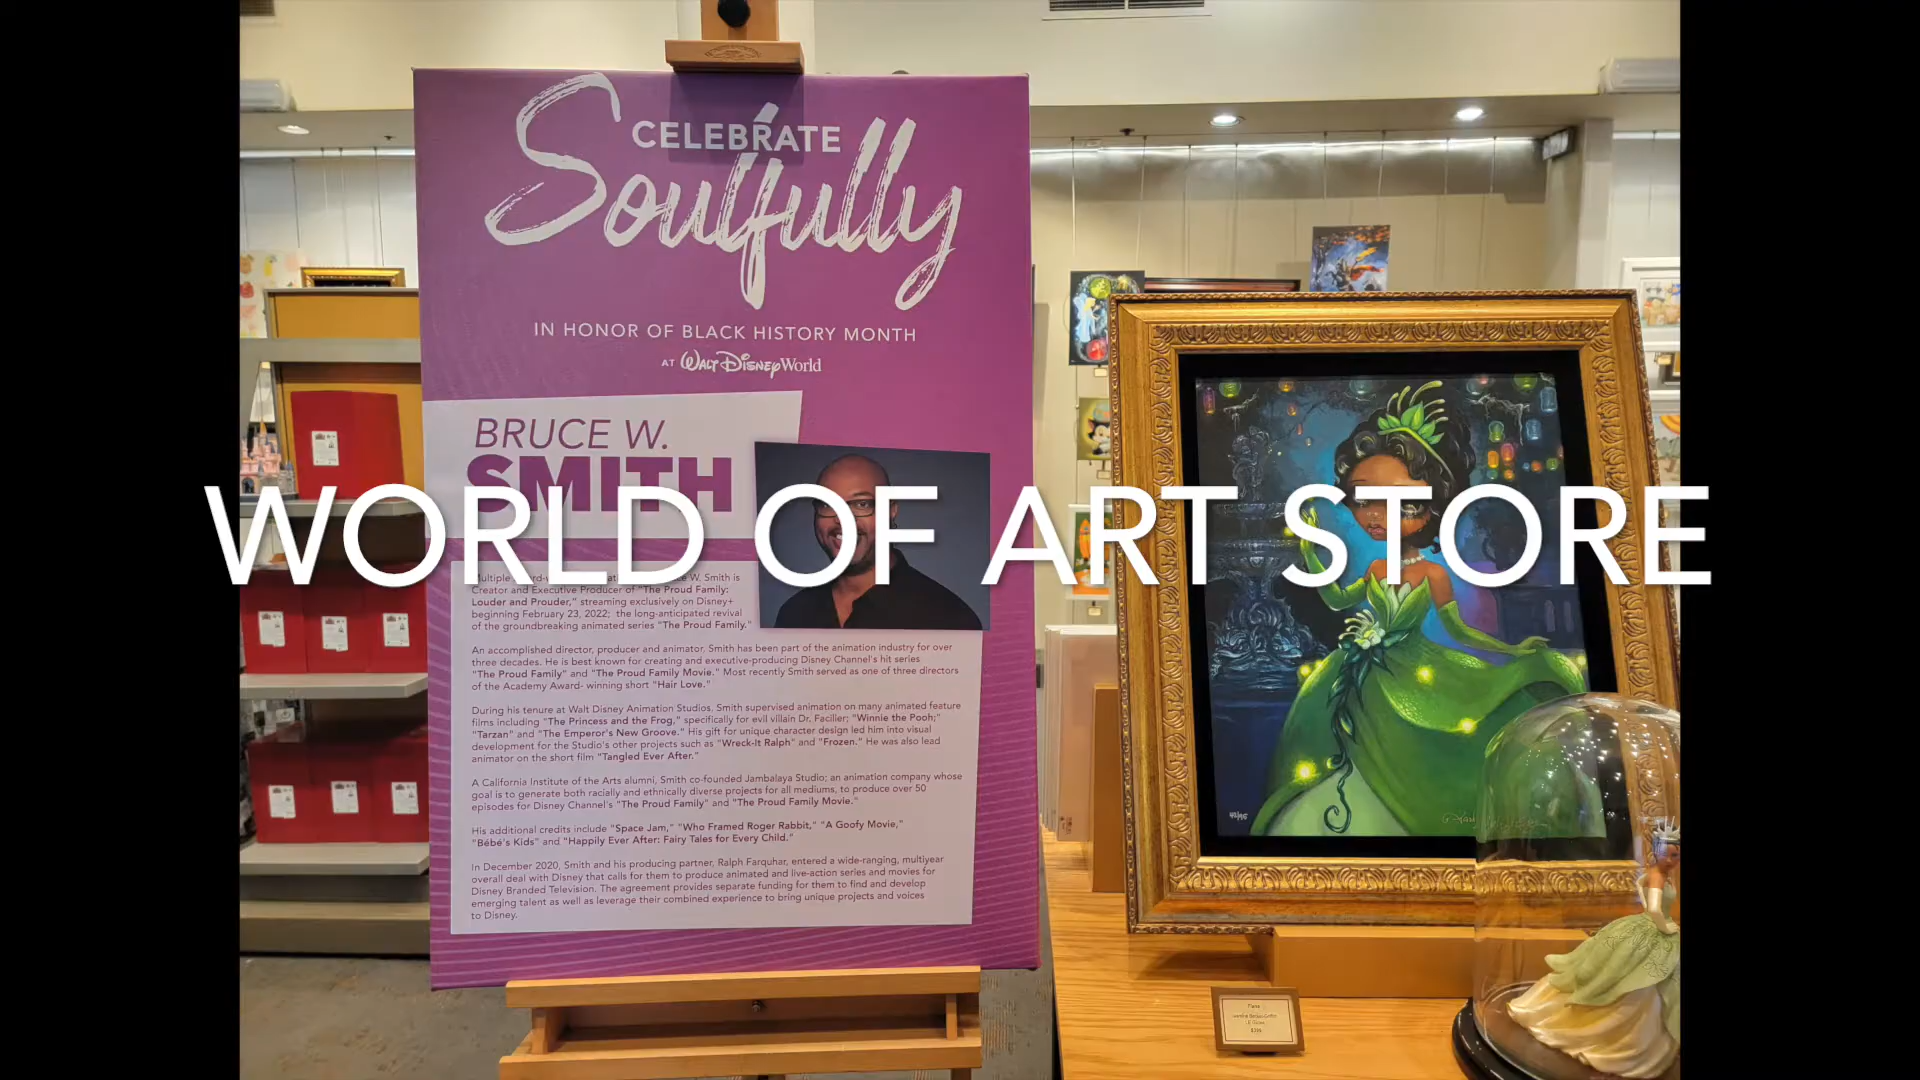 CELEBRATE
Soulfully
IN HONOR OF BLACK HISTORY MONTH
AT WALT DISNEY World
BRUCE W.
SMITH
WORLD OF ART STORE
W. Smith is
Creator and Executive Producer of "The Proud Family:
Louder and Prouder," streaming exclusively on Disney+
beginning February 23, 2022; the long-anticipated revival
of the groundbreaking animated series "The Proud Family."
An accomplished director, producer and animator, Smith has been part of the animation industry for over
three decades. He is best known for creating and executive-producing Disney Channel's hit series
"The Proud Family" and "The Proud Family Movie." Most recently Smith served as one of three directors
of the Academy Award- winning short "Hair Love."
During his tenure at Walt Disney Animation Studios, Smith supervised animation on many animated feature
films including "The Princess and the Frog," specifically for evil villain Dr. Facilier; "Winnie the Pooh;"
"Tarzan" and "The Emperor's New Groove." His gift for unique character design led him into visual
development for the Studio's other projects such as "Wreck-It Ralph" and "Frozen." He was also lead
animator on the short film "Tangled Ever After."
A California Institute of the Arts alumni, Smith co-founded Jambalaya Studio; an animation company whose
goal is to generate both racially and ethnically diverse projects for all mediums, to produce over 50
episodes for Disney Channel's "The Proud Family" and "The Proud Family Movie."
His additional credits include "Space Jam," "Who Framed Roger Rabbit," "A Goofy Movie,"
"Bébé's Kids" and "Happily Ever After: Fairy Tales for Every Child."
In December 2020, Smith and his producing partner, Ralph Farquhar, entered a wide-ranging, multiyear
overall deal with Disney that calls for them to produce animated and live-action series and movies for
Disney Branded Television. The agreement provides separate funding for them to find and develop
emerging talent as well as leverage their combined experience to bring unique projects and voices
to Disney.
Tiana